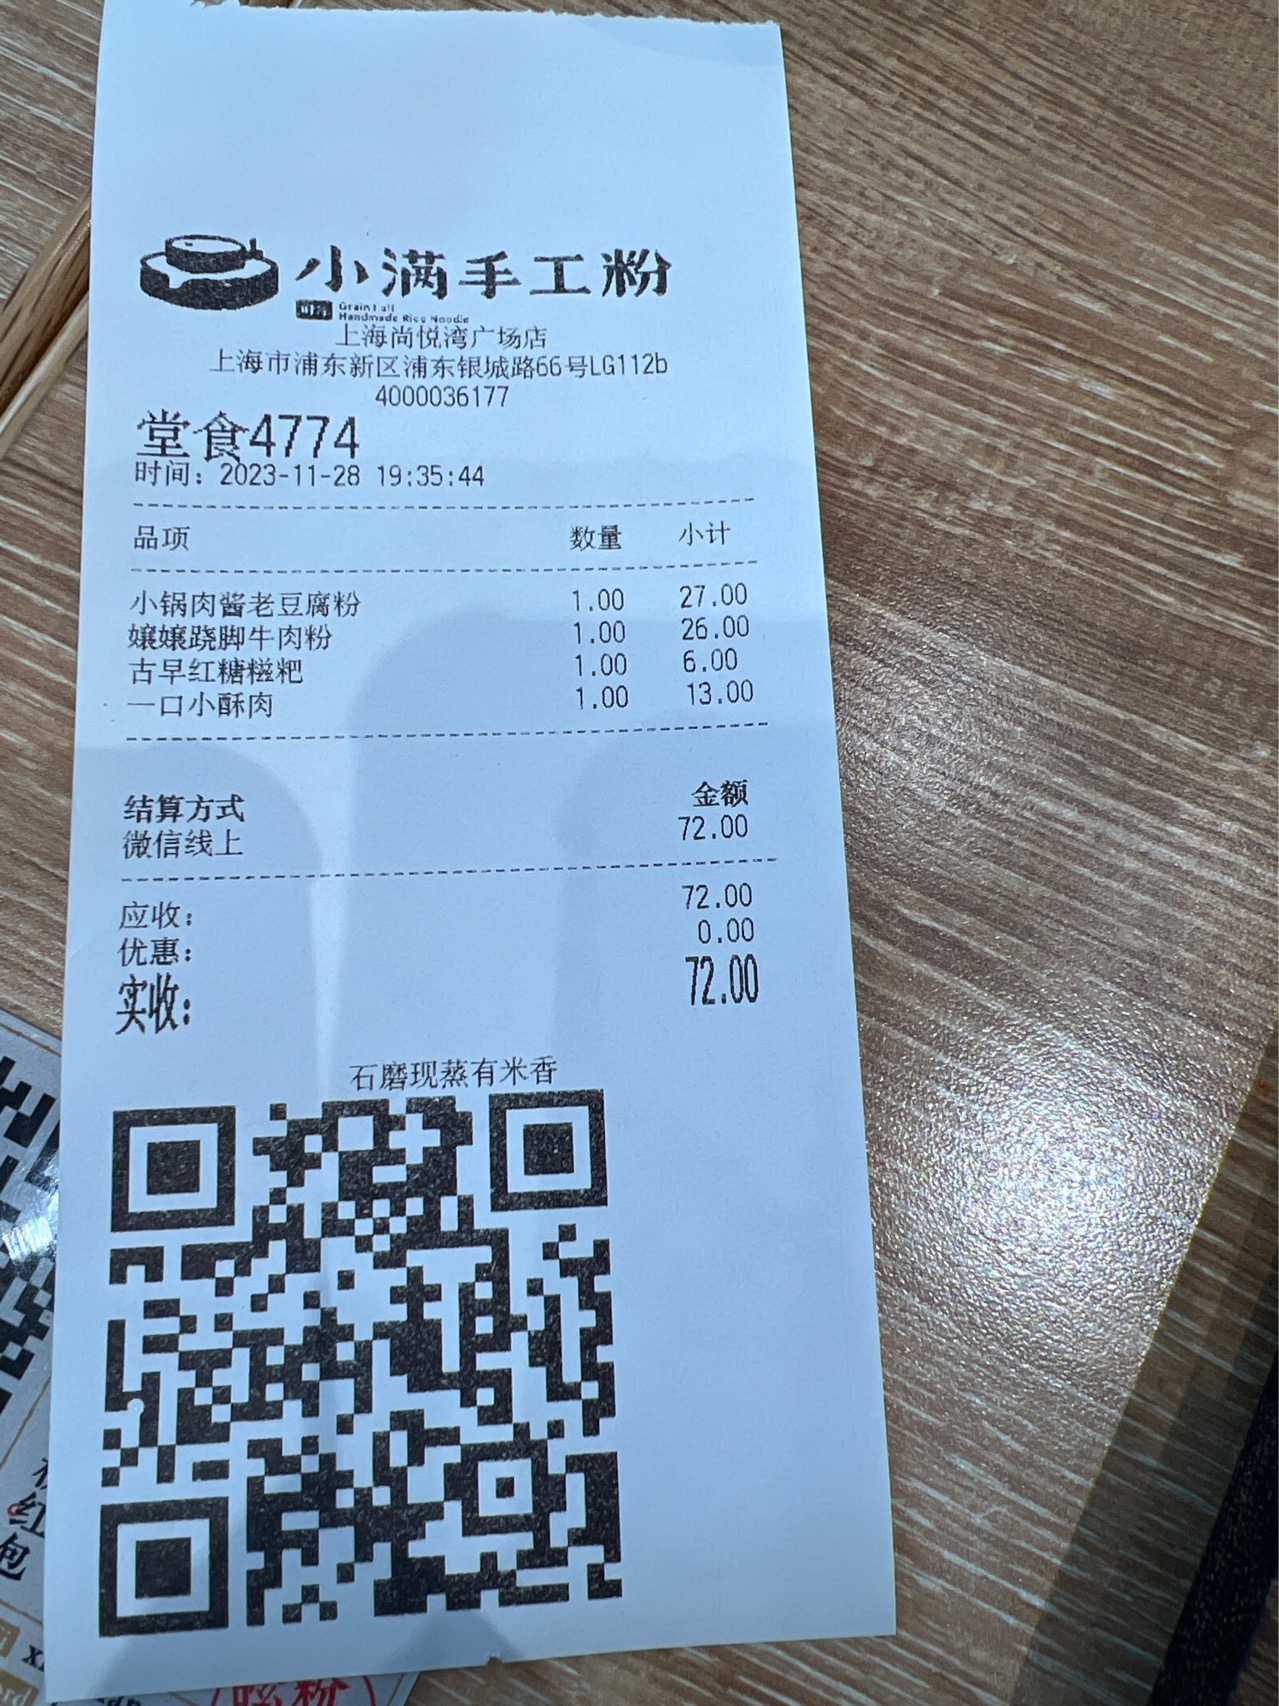 小满手工粉
Grain Full
Handmade Rice Noodle
上海尚悦湾广场店
上海市浦东新区浦东银城路66号LG112b
4000036177
堂食4774
时间：2023-11-28 19:35:44
品项 数量 小计
小锅肉酱老豆腐粉 1.00 27.00
孃孃跷脚牛肉粉 1.00 26.00
古早红糖糍粑 1.00 6.00
一口小酥肉 1.00 13.00
结算方式 金额
微信线上 72.00
应收： 72.00
优惠： 0.00
实收： 72.00
石磨现蒸有米香
红
包